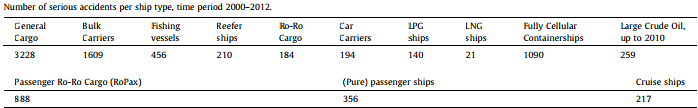 Number of serious accidents per ship type, time period 2000–2012.
General Cargo Bulk Carriers Fishing vessels Reefer ships Ro-Ro Cargo Car Carriers LPG ships LNG ships Fully Cellular Containerships Large Crude Oil, up to 2010
3228 1609 456 210 184 194 140 21 1090 259
Passenger Ro-Ro Cargo (RoPax) (Pure) passenger ships Cruise ships
888 356 217